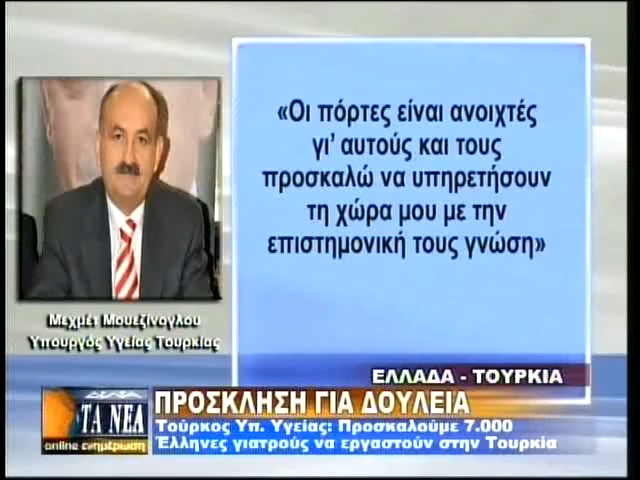 «Οι πόρτες είναι ανοιχτές
γι' αυτούς και τους
προσκαλώ να υπηρετήσουν
τη χώρα μου με την
επιστημονική τους γνώση»
Μεχμέτ Μουεζίνογλου
Υπουργός Υγείας Τουρκίας
ΕΛΛΑΔΑ - ΤΟΥΡΚΙΑ
ΤΑ ΝΕΑ
online ενημέρωση
ΠΡΟΣΚΛΗΣΗ ΓΙΑ ΔΟΥΛΕΙΑ
Τούρκος Υπ. Υγείας: Προσκαλούμε 7.000
Έλληνες γιατρούς να εργαστούν στην Τουρκία